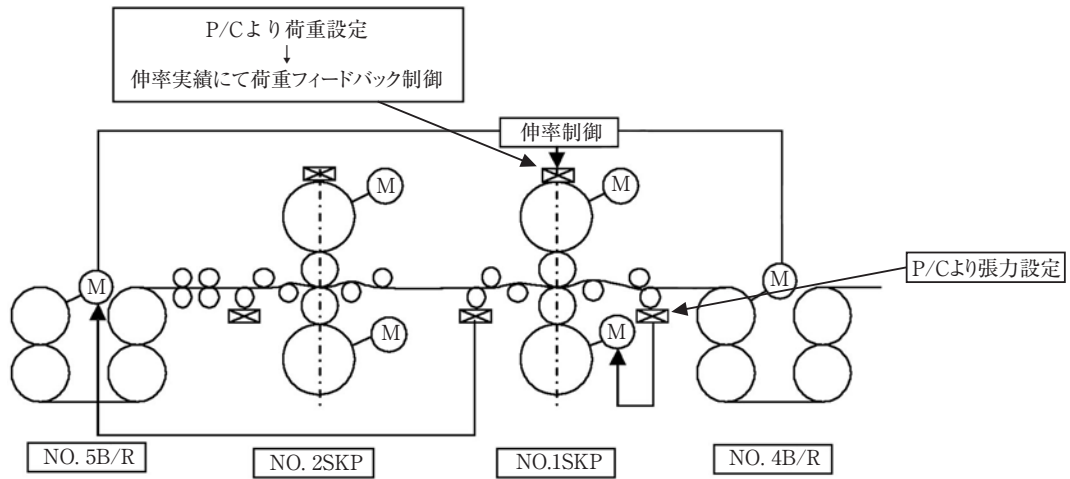 P/Cより荷重設定
↓
伸率実績にて荷重フィードバック制御
伸率制御
M
M
M
M
P/Cより張力設定
M
M
NO. 5B/R
NO. 2SKP
NO.1SKP
NO. 4B/R